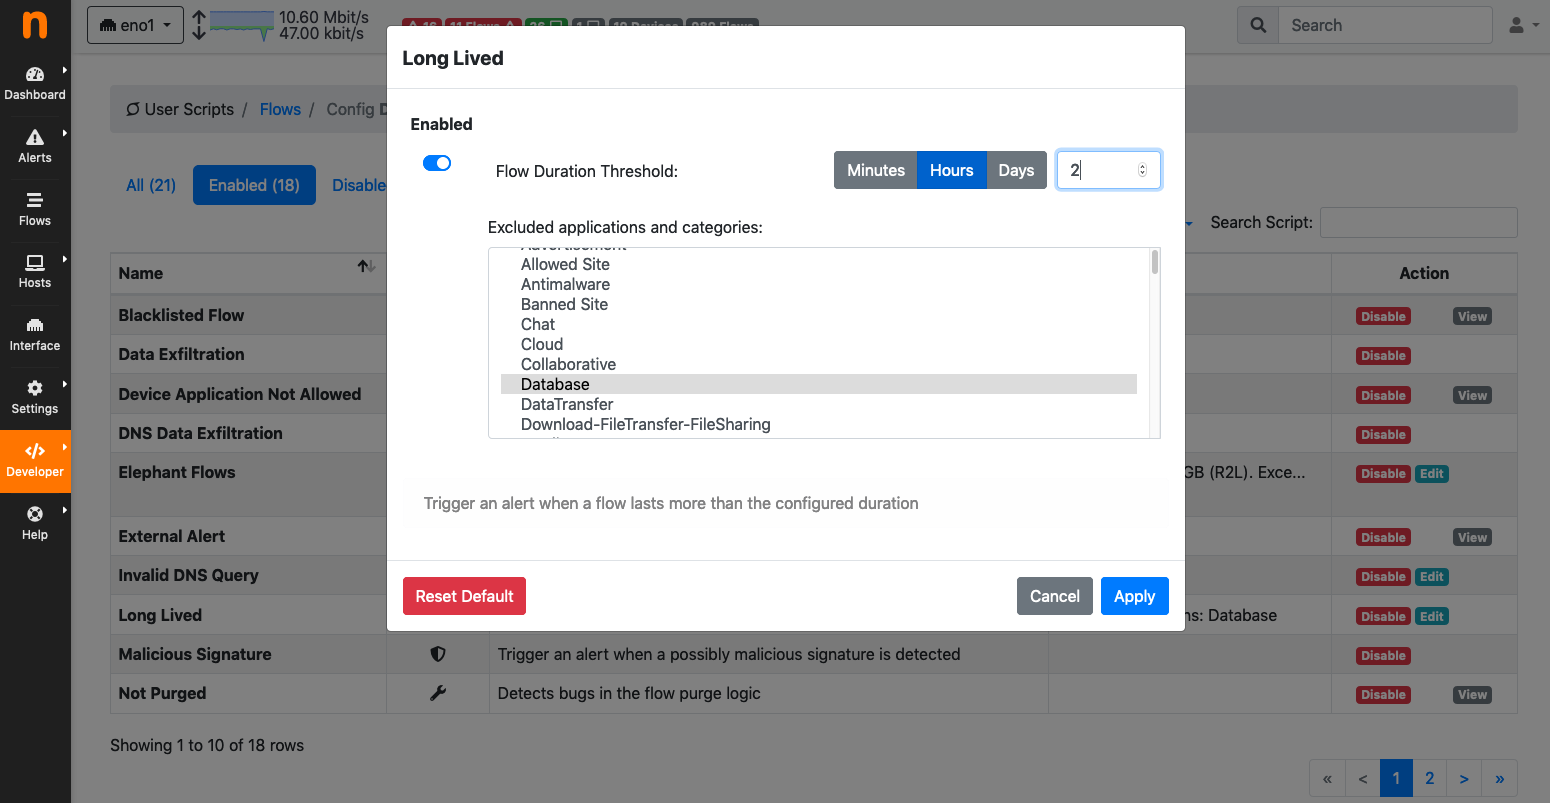 n
eno1
10.60 Mbit/s
47.00 kbit/s
Search
Dashboard
Alerts
Flows
Hosts
Interface
Settings
Developer
Help
User Scripts / Flows / Config
All (21)
Enabled (18)
Search Script:
Name
Action
Blacklisted Flow
Disable View
Data Exfiltration
Disable
Device Application Not Allowed
Disable View
DNS Data Exfiltration
Disable
Elephant Flows
GB (R2L). Exce...
Disable Edit
External Alert
Disable View
Invalid DNS Query
Disable Edit
Long Lived
Database
Disable Edit
Malicious Signature
Trigger an alert when a possibly malicious signature is detected
Disable
Not Purged
Detects bugs in the flow purge logic
Disable View
Showing 1 to 10 of 18 rows
« < 1 2 > »
Long Lived
Enabled
Flow Duration Threshold:
Minutes Hours Days 2
Excluded applications and categories:
Allowed Site
Antimalware
Banned Site
Chat
Cloud
Collaborative
Database
DataTransfer
Download-FileTransfer-FileSharing
Trigger an alert when a flow lasts more than the configured duration
Reset Default
Cancel
Apply